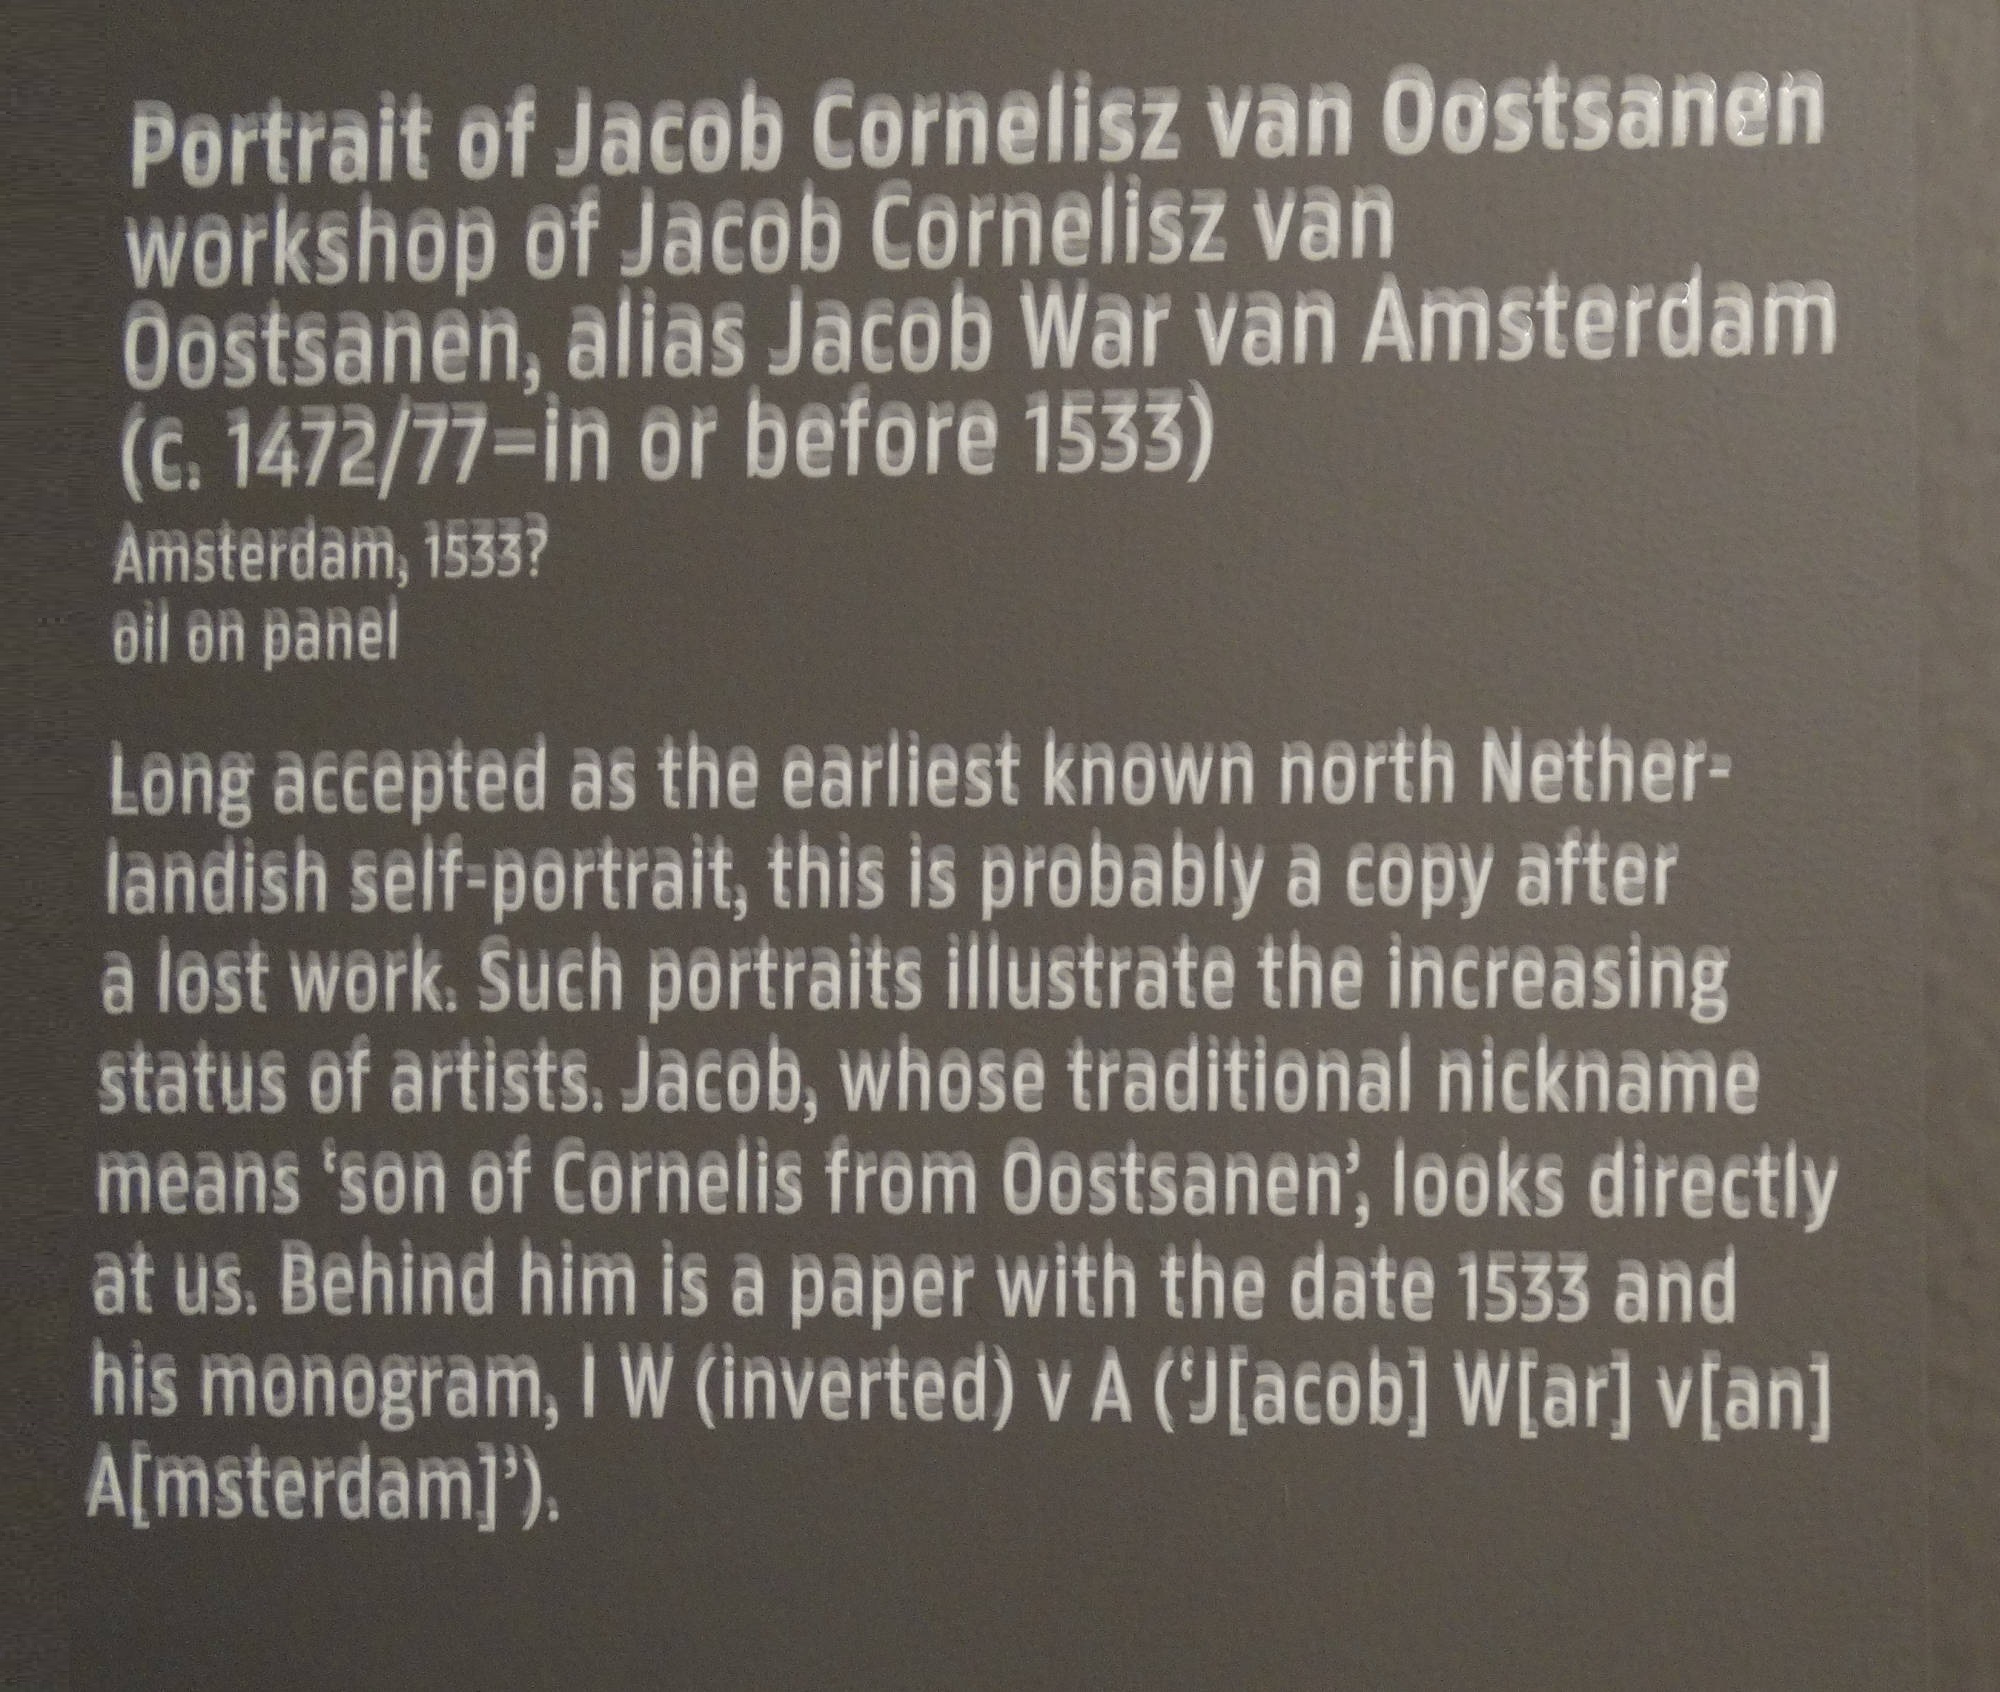 Portrait of Jacob Cornelisz van Oostsanen
workshop of Jacob Cornelisz van
Oostsanen, alias Jacob War van Amsterdam
(c. 1472/77–in or before 1533)
Amsterdam, 1533?
oil on panel
Long accepted as the earliest known north Nether-
landish self-portrait, this is probably a copy after
a lost work. Such portraits illustrate the increasing
status of artists. Jacob, whose traditional nickname
means ‘son of Cornelis from Oostsanen’, looks directly
at us. Behind him is a paper with the date 1533 and
his monogram, I W (inverted) v A (‘J[acob] W[ar] v[an]
A[msterdam]’).